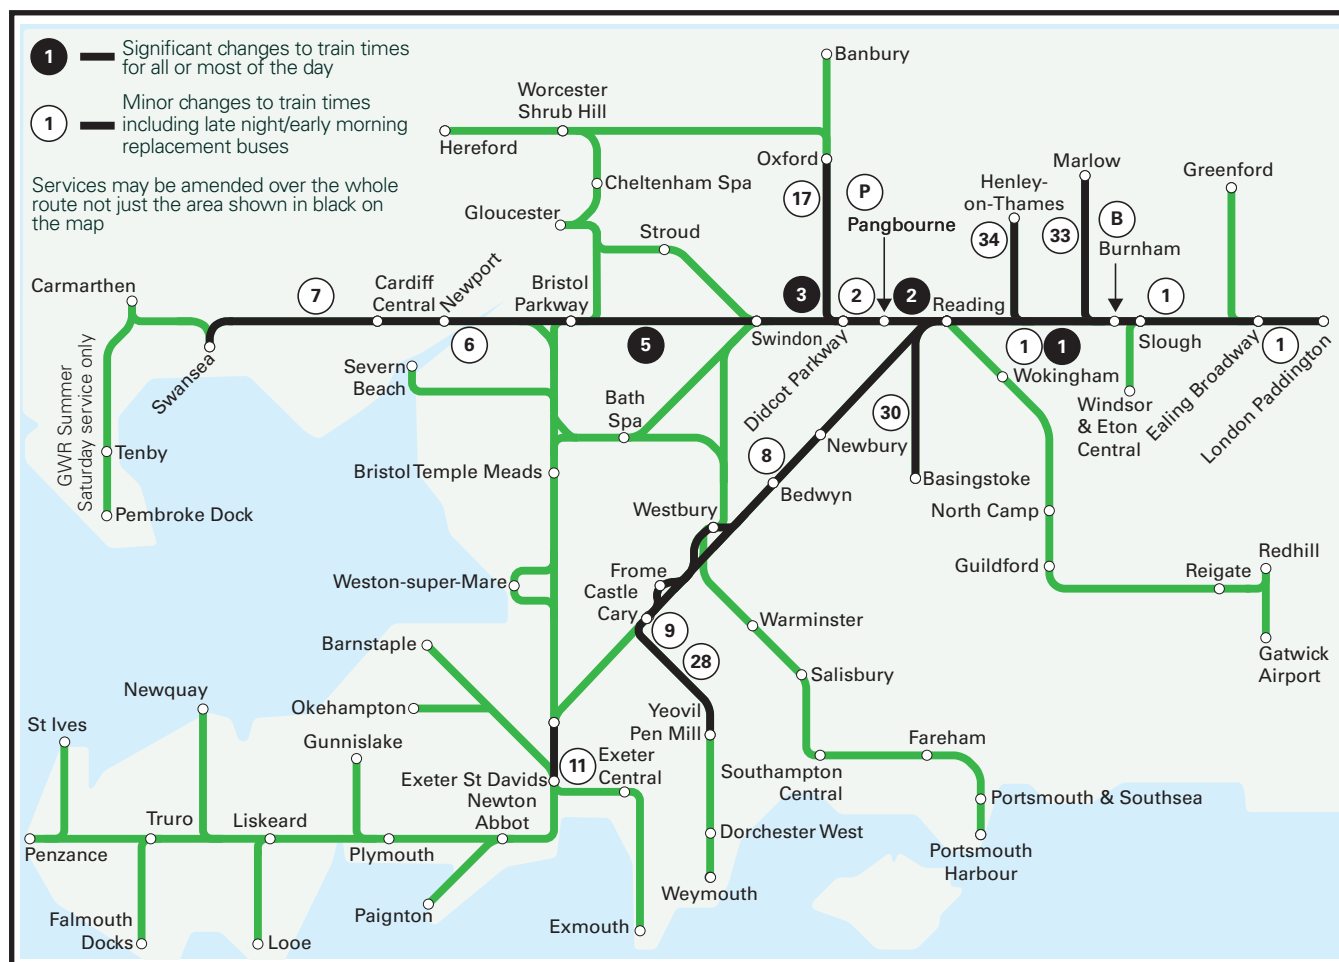 1
Significant changes to train times
for all or most of the day
1
Minor changes to train times
including late night/early morning
replacement buses
Services may be amended over the whole
route not just the area shown in black on
the map
Banbury
Worcester
Shrub Hill
Hereford
Oxford
Marlow
Greenford
Cheltenham Spa
17
P
Henley-
on-Thames
Gloucester
Stroud
Pangbourne
34
33
B
Burnham
Carmarthen
7
Cardiff
Central
Newport
Bristol
Parkway
3
2
2
Reading
1
Swansea
6
5
Swindon
Didcot Parkway
1
1
Wokingham
Slough
Ealing Broadway
1
London Paddington
Severn
Beach
GWR Summer
Saturday service only
Bath
Spa
30
Windsor
& Eton
Central
Tenby
Bristol Temple Meads
8
Newbury
Bedwyn
Basingstoke
Pembroke Dock
Westbury
North Camp
Weston-super-Mare
Frome
Castle
Cary
Guildford
Reigate
Redhill
Barnstaple
9
28
Warminster
Gatwick
Airport
Newquay
Okehampton
Salisbury
St Ives
Gunnislake
Yeovil
Pen Mill
Fareham
11
Exeter St Davids
Exeter
Central
Southampton
Central
Newton
Abbot
Portsmouth & Southsea
Truro
Liskeard
Dorchester West
Penzance
Plymouth
Portsmouth
Harbour
Weymouth
Falmouth
Docks
Looe
Paignton
Exmouth